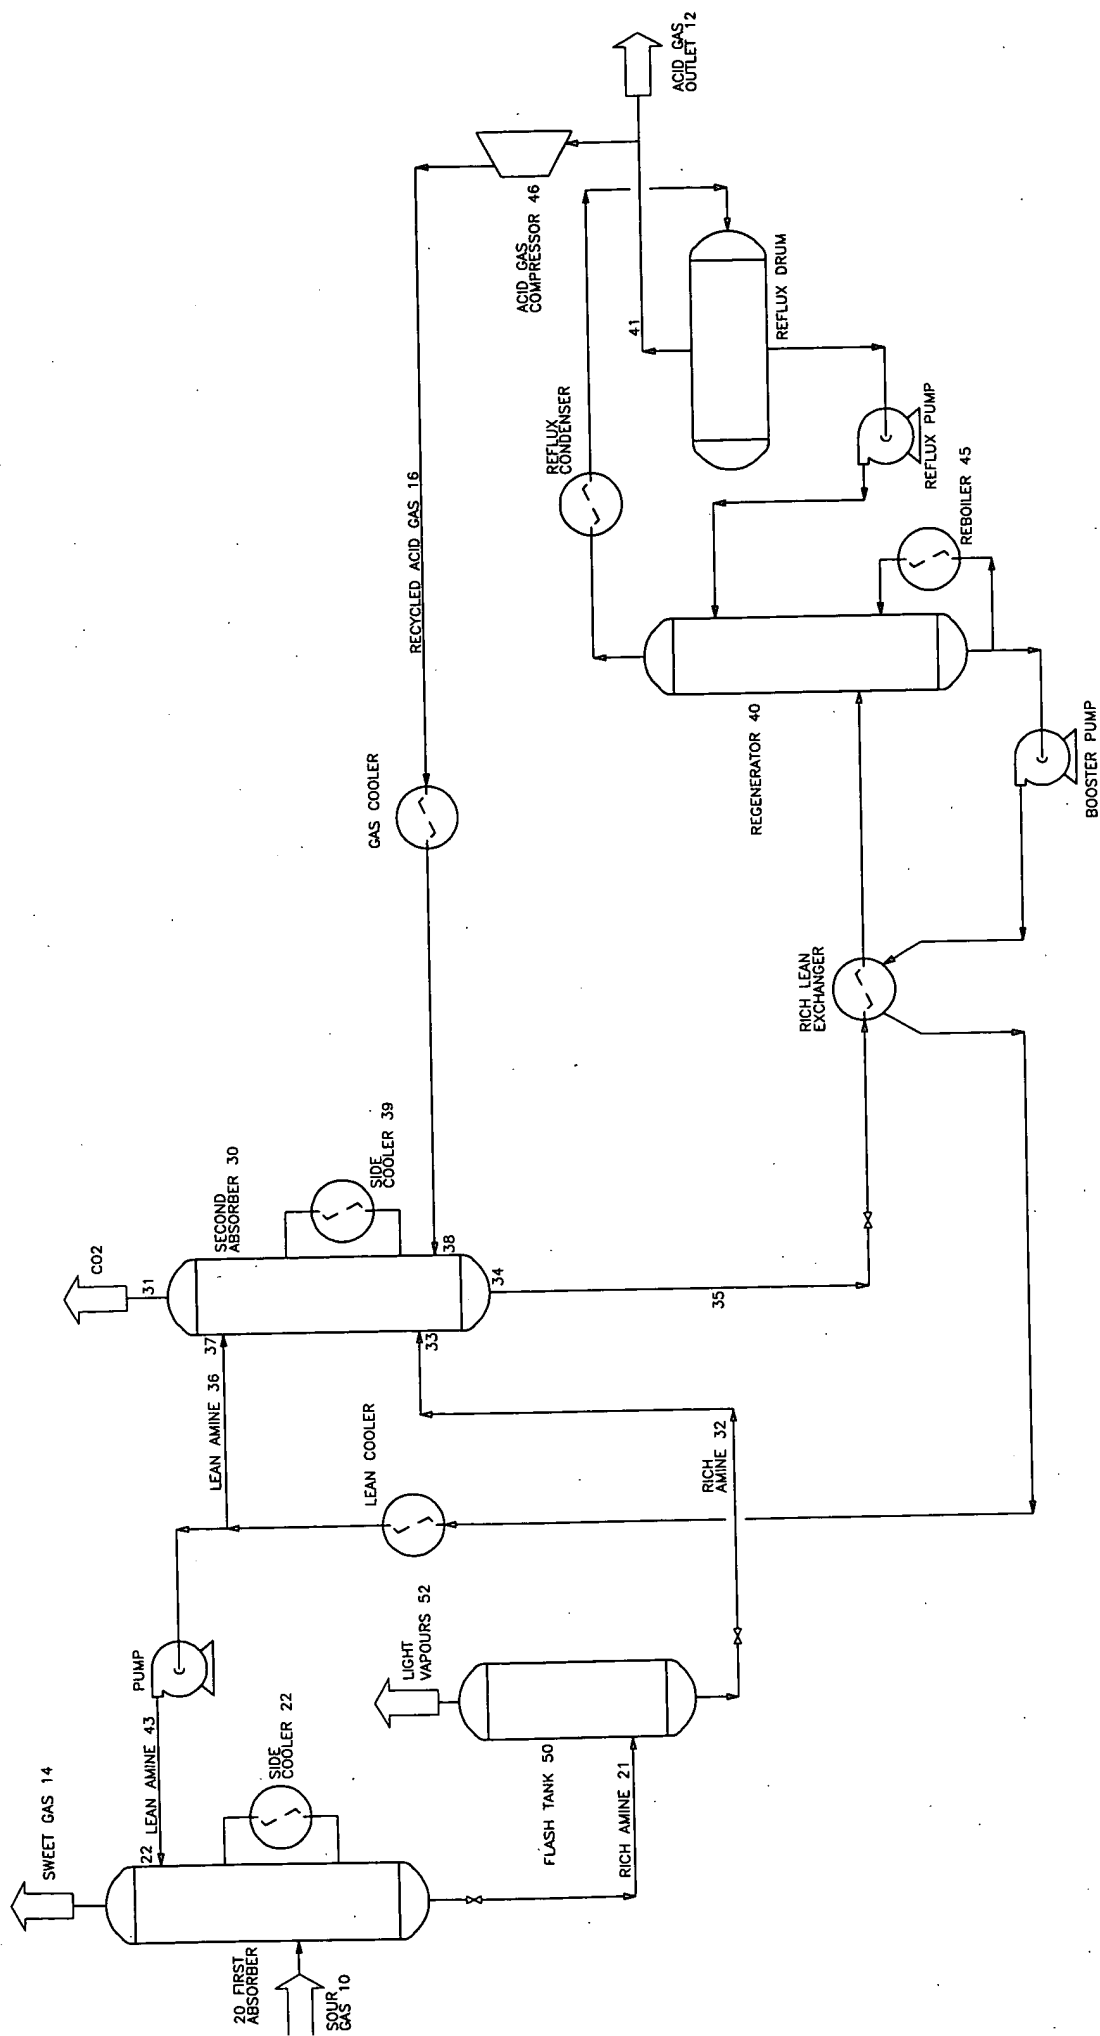 SWEET GAS 14
22 LEAN AMINE 43
PUMP
SIDE
COOLER 22
20 FIRST
ABSORBER
SOUR
GAS 10
FLASH TANK 50
RICH AMINE 21
LIGHT
VAPOURS 52
LEAN COOLER
LEAN AMINE 36
37
31
CO2
SECOND
ABSORBER 30
SIDE
COOLER 39
33
38
34
35
RICH
AMINE 32
GAS COOLER
RECYCLED ACID GAS 16
RICH LEAN
EXCHANGER
REGENERATOR 40
BOOSTER PUMP
REFLUX
CONDENSER
REBOILER 45
REFLUX PUMP
REFLUX DRUM
41
ACID GAS
COMPRESSOR 46
ACID GAS
OUTLET 12